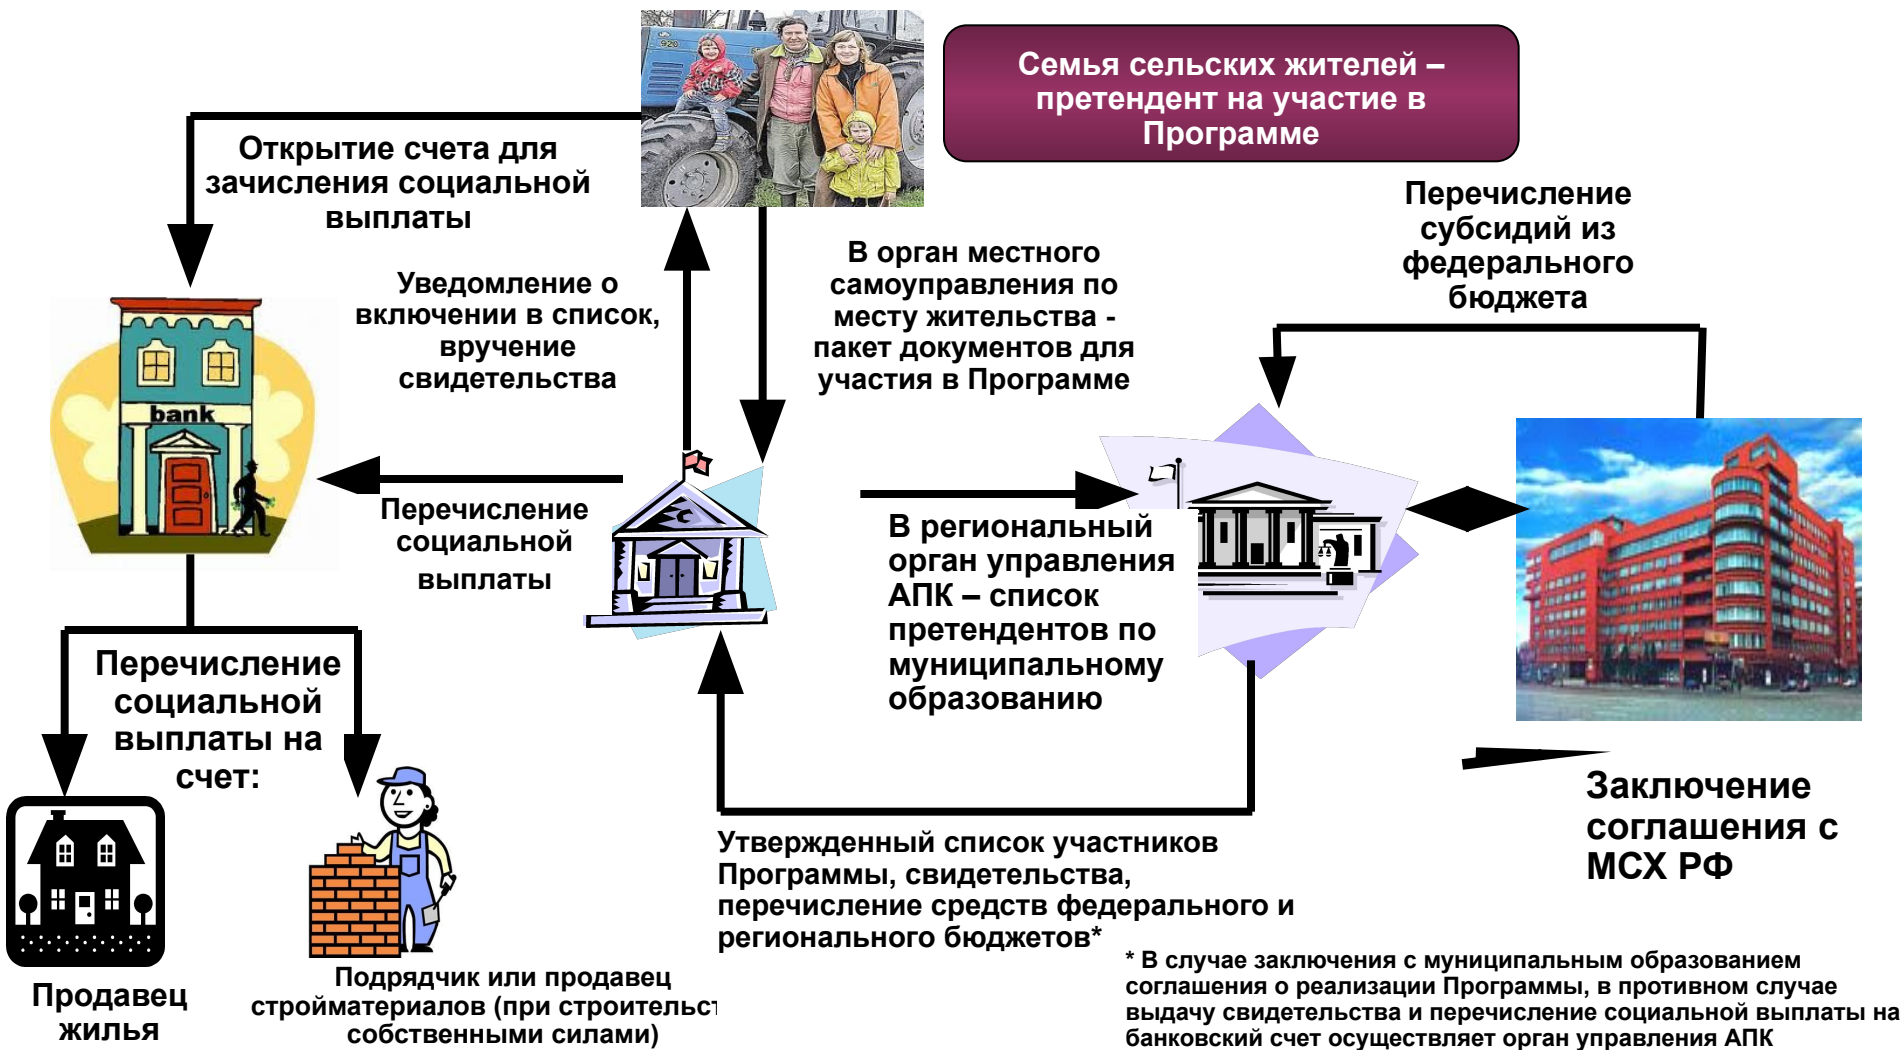 Семья сельских жителей –
претендент на участие в
Программе
920
Открытие счета для
зачисления социальной
выплаты
Перечисление
субсидий из
федерального
бюджета
Уведомление о
включении в список,
вручение
свидетельства
В орган местного
самоуправления по
месту жительства -
пакет документов для
участия в Программе
bank
Перечисление
социальной
выплаты
В региональный
орган управления
АПК – список
претендентов по
муниципальному
образованию
Перечисление
социальной
выплаты на
счет:
Заключение
соглашения с
МСХ РФ
Утвержденный список участников
Программы, свидетельства,
перечисление средств федерального и
регионального бюджетов*
Продавец
жилья
Подрядчик или продавец
стройматериалов (при строительст
собственными силами)
* В случае заключения с муниципальным образованием
соглашения о реализации Программы, в противном случае
выдачу свидетельства и перечисление социальной выплаты на
банковский счет осуществляет орган управления АПК